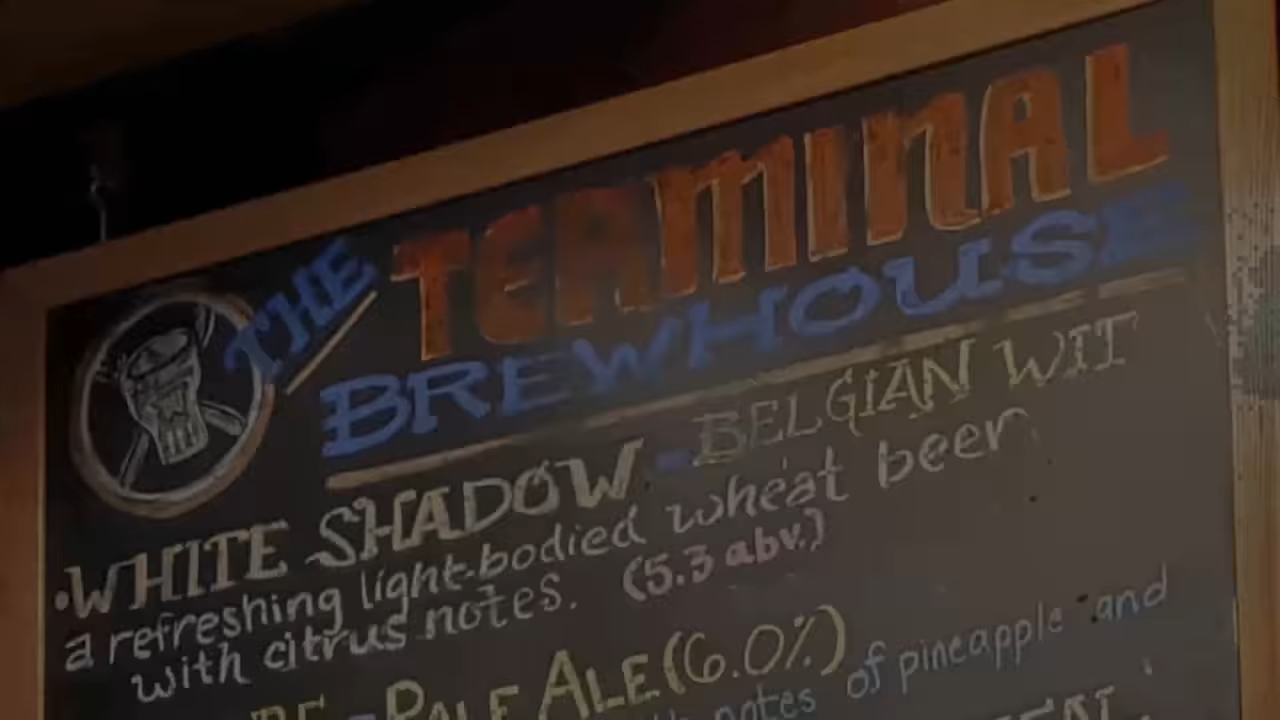 THE TERMINAL
BREWHOUSE
•WHITE SHADOW - BELGIAN WIT
a refreshing light-bodied wheat beer
with citrus notes. (5.3 abv.)
PALE ALE (6.0%)
notes of pineapple and